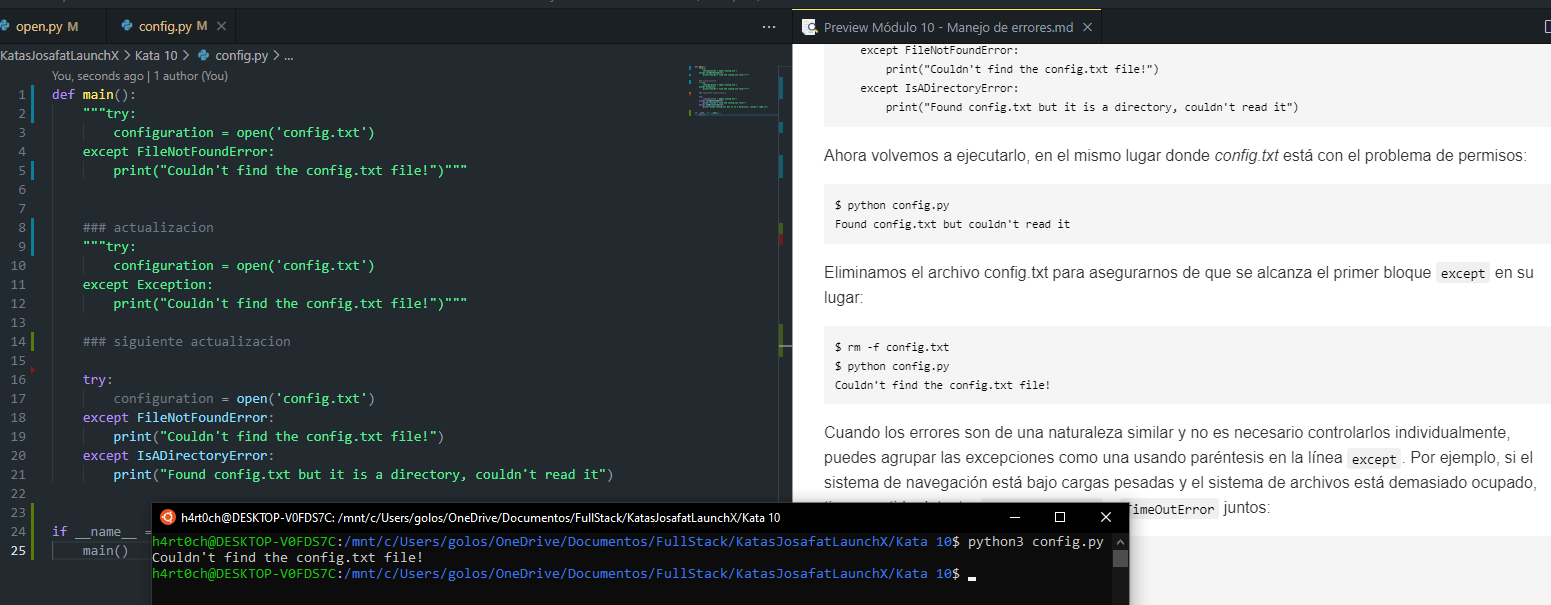 open.py M
config.py M
KatasJosafatLaunchX > Kata 10 > config.py > ...
You, seconds ago | 1 author (You)
1 def main():
2 """try:
3 configuration = open('config.txt')
4 except FileNotFoundError:
5 print("Couldn't find the config.txt file!")"""
6
7
8 ### actualizacion
9 """try:
10 configuration = open('config.txt')
11 except Exception:
12 print("Couldn't find the config.txt file!")"""
13
14 ### siguiente actualizacion
15
16 try:
17 configuration = open('config.txt')
18 except FileNotFoundError:
19 print("Couldn't find the config.txt file!")
20 except IsADirectoryError:
21 print("Found config.txt but it is a directory, couldn't read it")
22
23
24 if __name__ =
25 main()
Preview Módulo 10 - Manejo de errores.md
except FileNotFoundError:
print("Couldn't find the config.txt file!")
except IsADirectoryError:
print("Found config.txt but it is a directory, couldn't read it")
Ahora volvemos a ejecutarlo, en el mismo lugar donde config.txt está con el problema de permisos:
$ python config.py
Found config.txt but couldn't read it
Eliminamos el archivo config.txt para asegurarnos de que se alcanza el primer bloque except en su
lugar:
$ rm -f config.txt
$ python config.py
Couldn't find the config.txt file!
Cuando los errores son de una naturaleza similar y no es necesario controlarlos individualmente,
puedes agrupar las excepciones como una usando paréntesis en la línea except. Por ejemplo, si el
sistema de navegación está bajo cargas pesadas y el sistema de archivos está demasiado ocupado,
TimeOutError juntos:
h4rt0ch@DESKTOP-V0FDS7C: /mnt/c/Users/golos/OneDrive/Documentos/FullStack/KatasJosafatLaunchX/Kata 10
h4rt0ch@DESKTOP-V0FDS7C:/mnt/c/Users/golos/OneDrive/Documentos/FullStack/KatasJosafatLaunchX/Kata 10$ python3 config.py
Couldn't find the config.txt file!
h4rt0ch@DESKTOP-V0FDS7C:/mnt/c/Users/golos/OneDrive/Documentos/FullStack/KatasJosafatLaunchX/Kata 10$